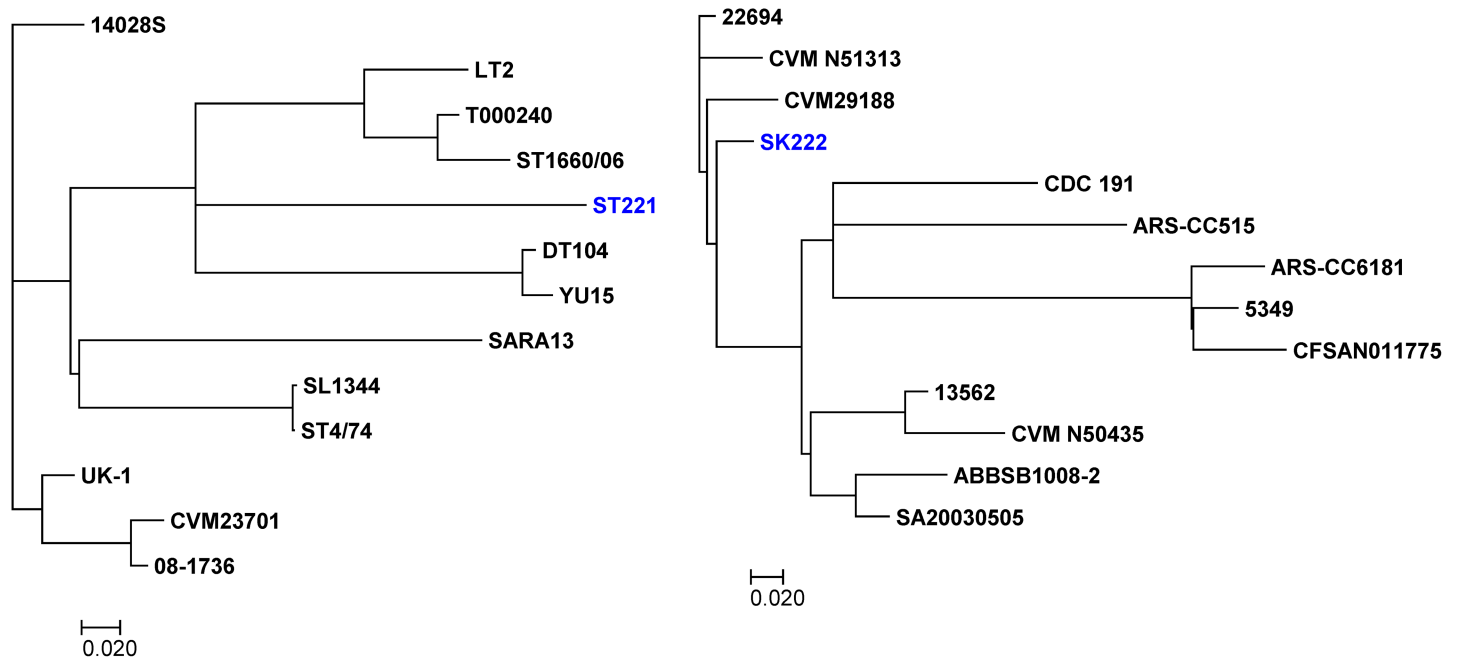 14028S
LT2
T000240
ST1660/06
ST221
DT104
YU15
SARA13
SL1344
ST4/74
UK-1
CVM23701
08-1736
0.020
22694
CVM N51313
CVM29188
SK222
CDC 191
ARS-CC515
ARS-CC6181
5349
CFSAN011775
13562
CVM N50435
ABBSB1008-2
SA20030505
0.020